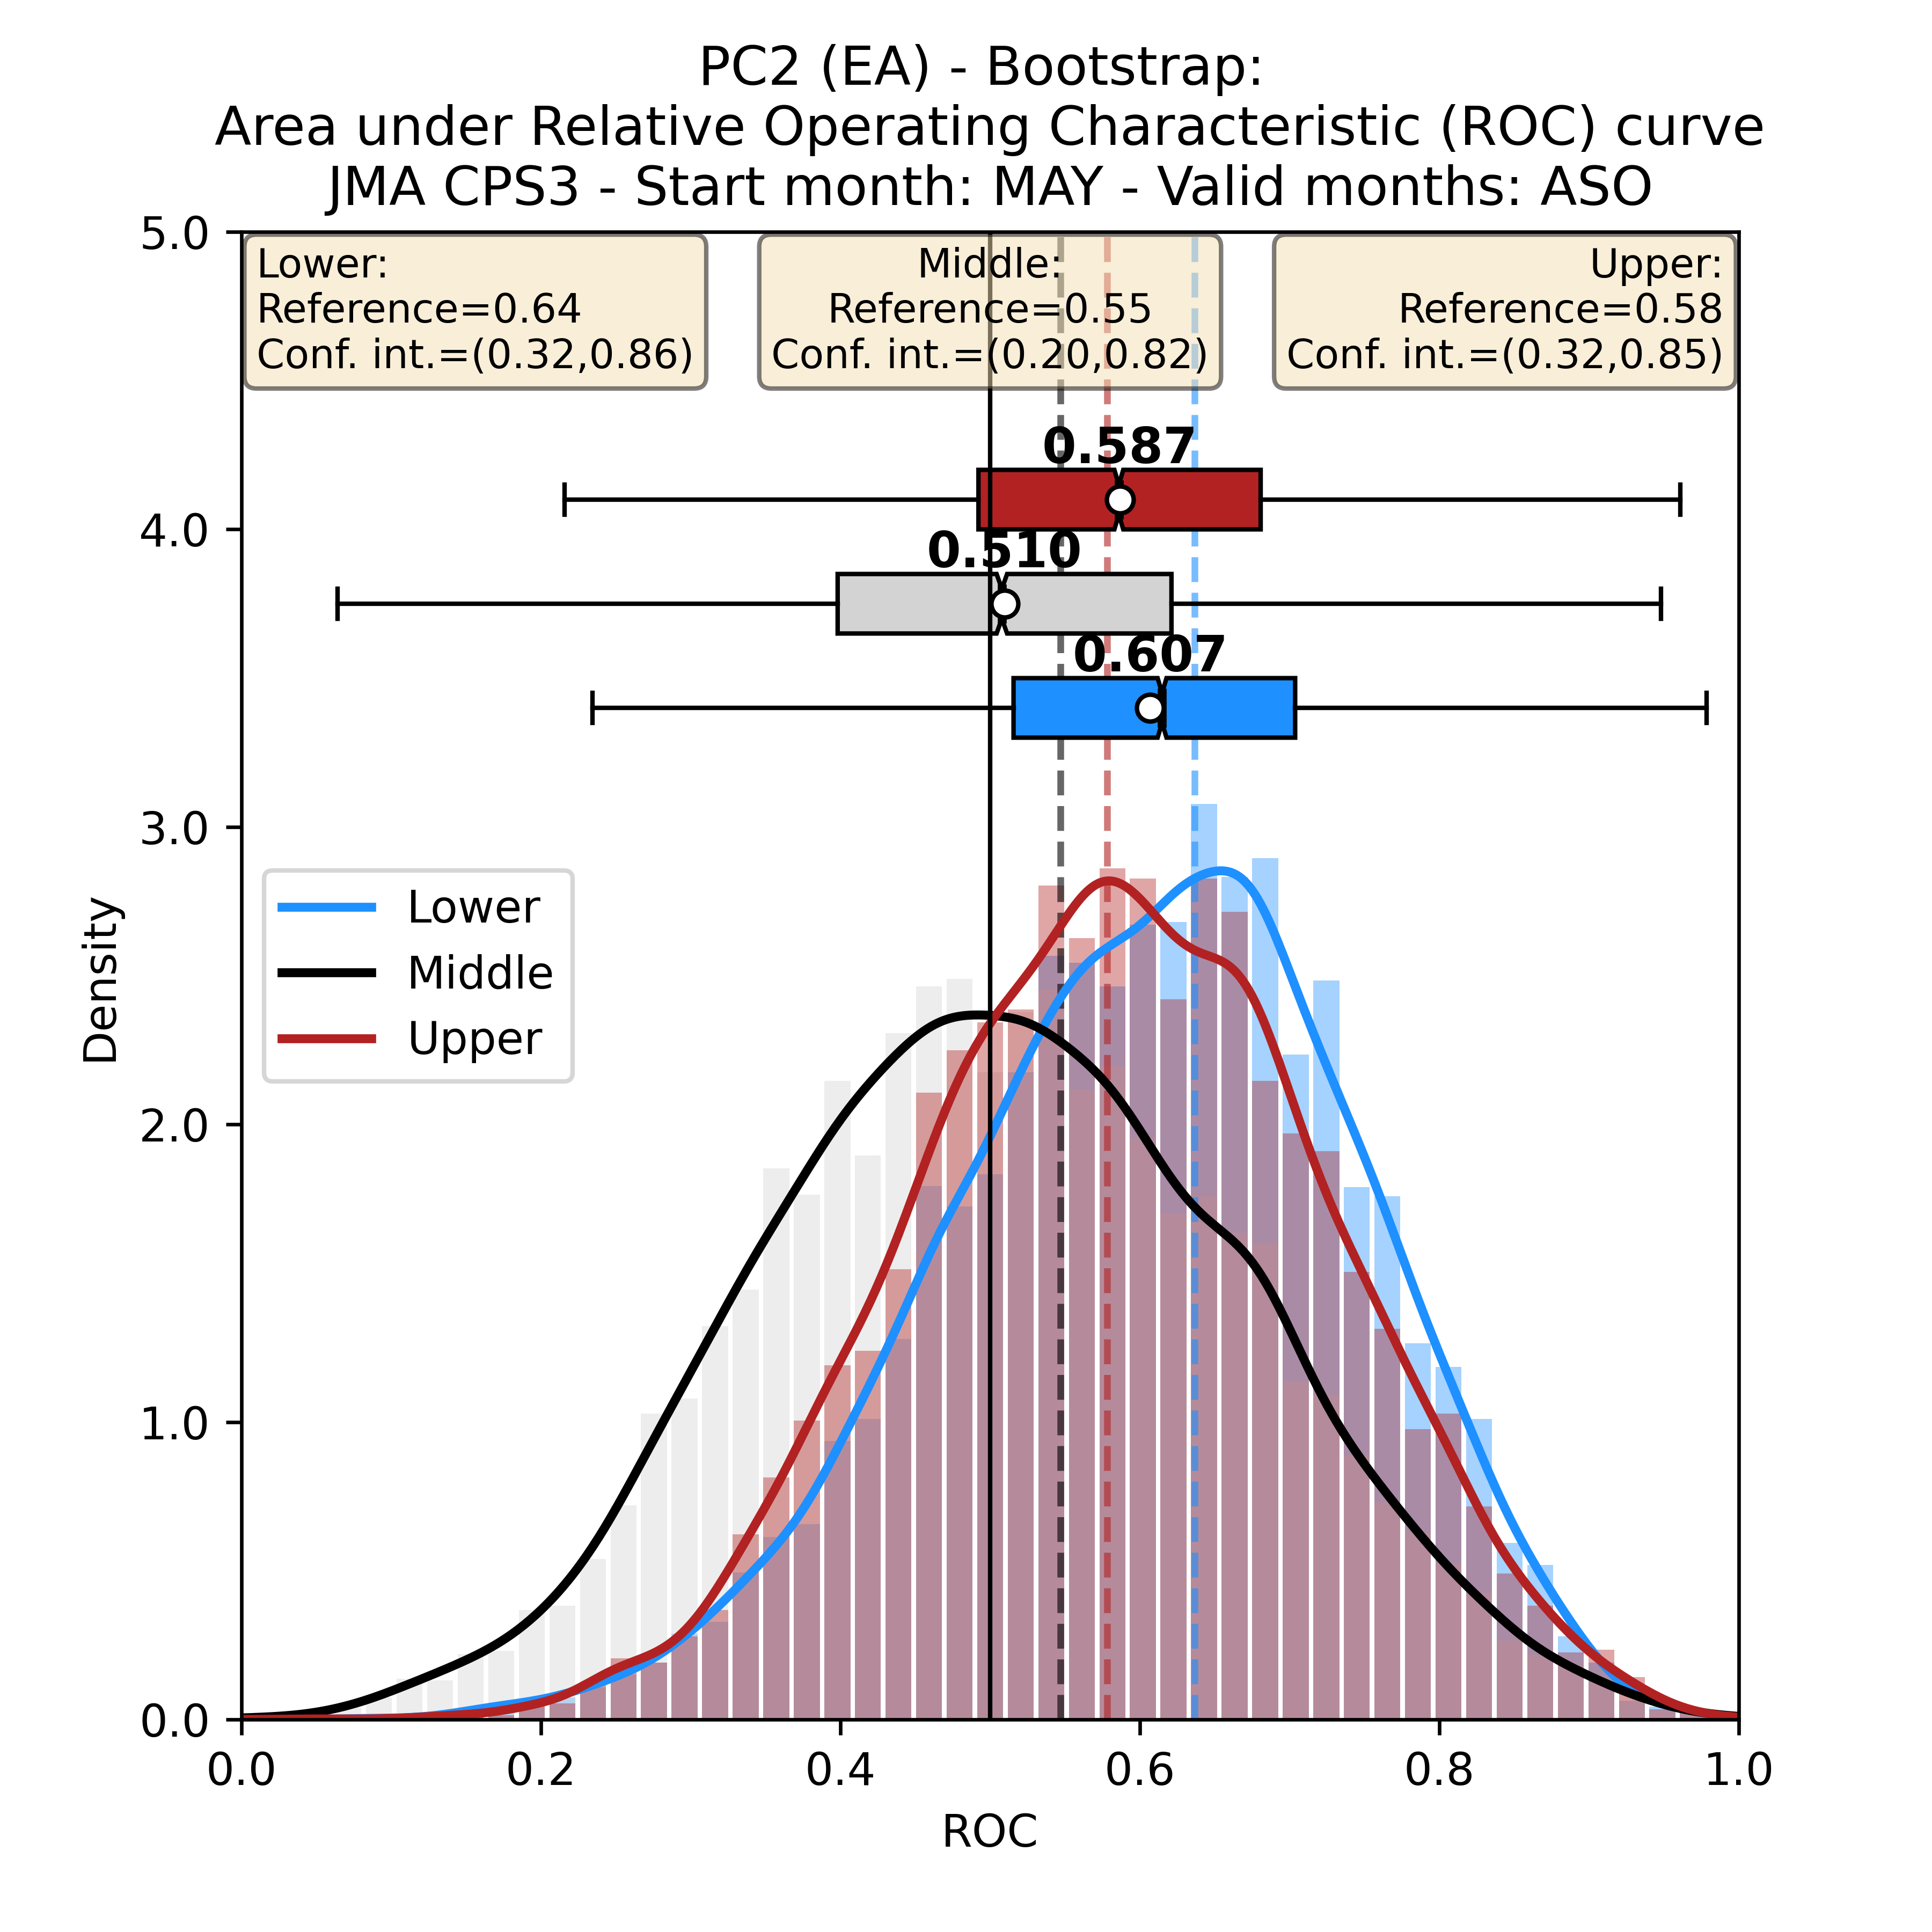 PC2 (EA) - Bootstrap:
Area under Relative Operating Characteristic (ROC) curve
JMA CPS3 - Start month: MAY - Valid months: ASO
Lower:
Reference=0.64
Conf. int.=(0.32,0.86)
Middle:
Reference=0.55
Conf. int.=(0.20,0.82)
Upper:
Reference=0.58
Conf. int.=(0.32,0.85)
0.587
0.510
0.607
Lower
Middle
Upper
Density
5.0
4.0
3.0
2.0
1.0
0.0
0.0 0.2 0.4 0.6 0.8 1.0
ROC